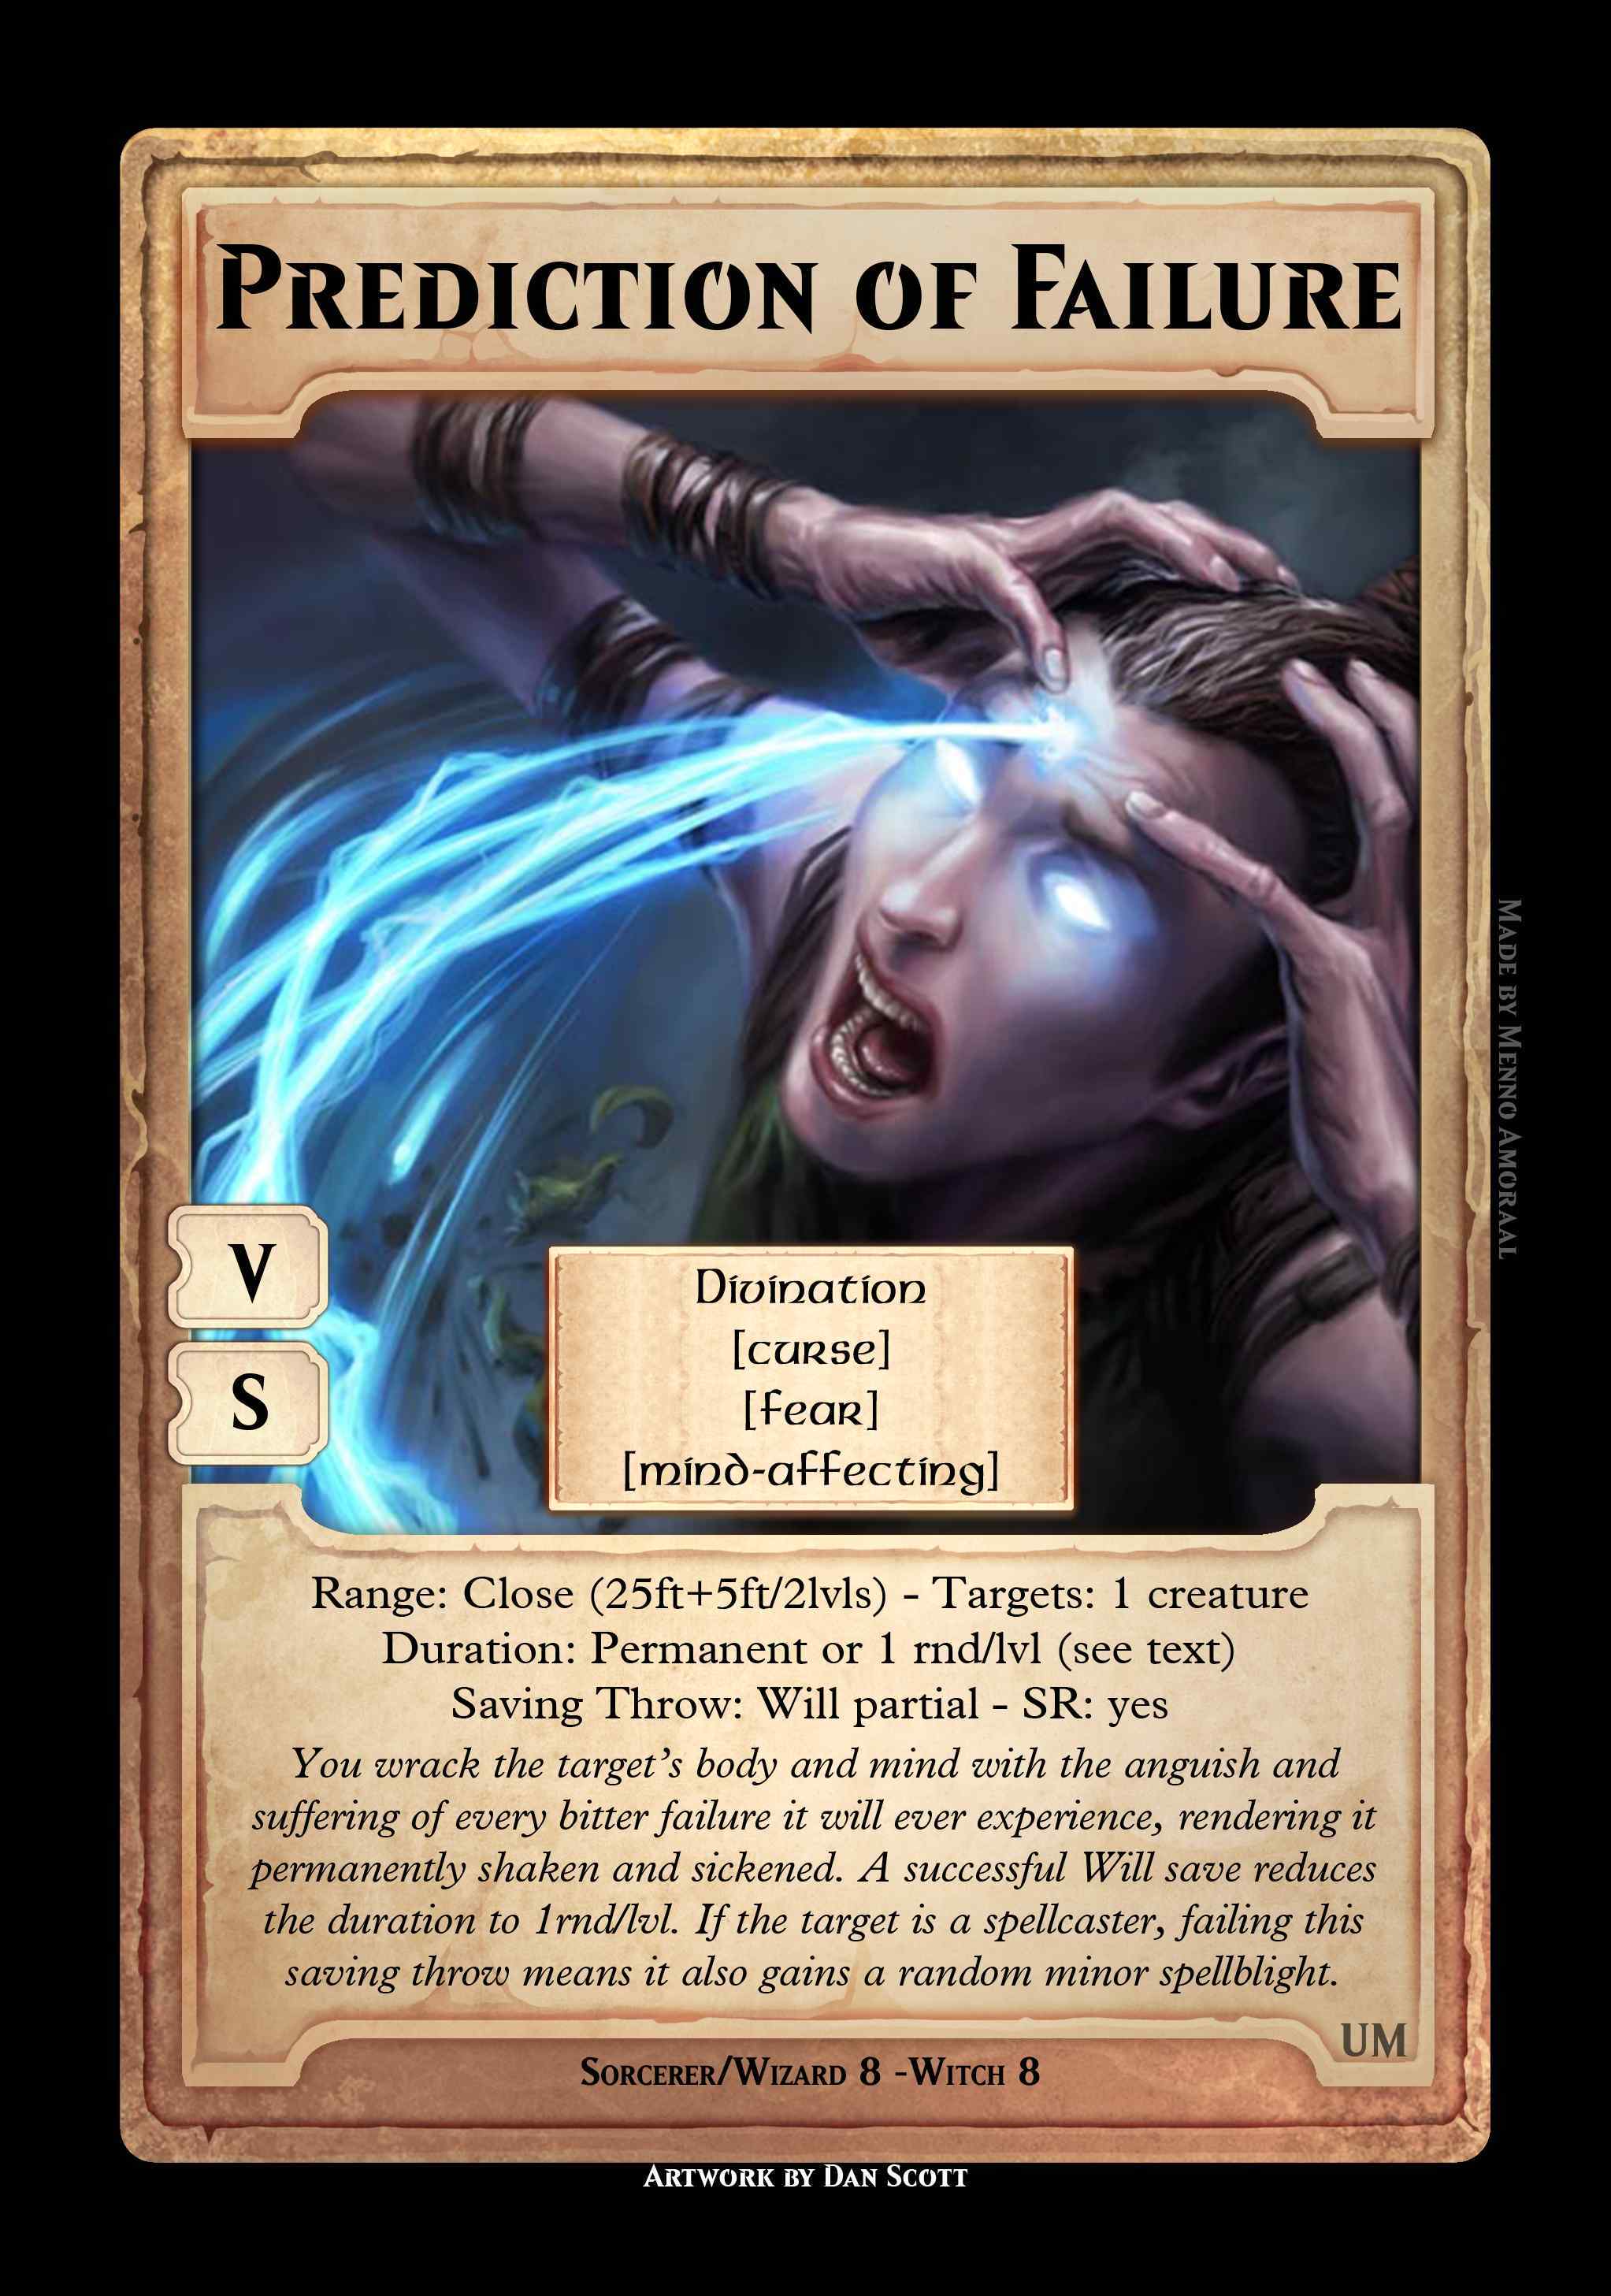 Prediction of Failure
V
S
Divination
[curse]
[fear]
[mind-affecting]
Range: Close (25ft+5ft/2lvls) - Targets: 1 creature
Duration: Permanent or 1 rnd/lvl (see text)
Saving Throw: Will partial - SR: yes
You wrack the target's body and mind with the anguish and
suffering of every bitter failure it will ever experience, rendering it
permanently shaken and sickened. A successful Will save reduces
the duration to 1rnd/lvl. If the target is a spellcaster, failing this
saving throw means it also gains a random minor spellblight.
UM
Sorcerer/Wizard 8 -Witch 8
Artwork by Dan Scott
Made by Menno Amoraal